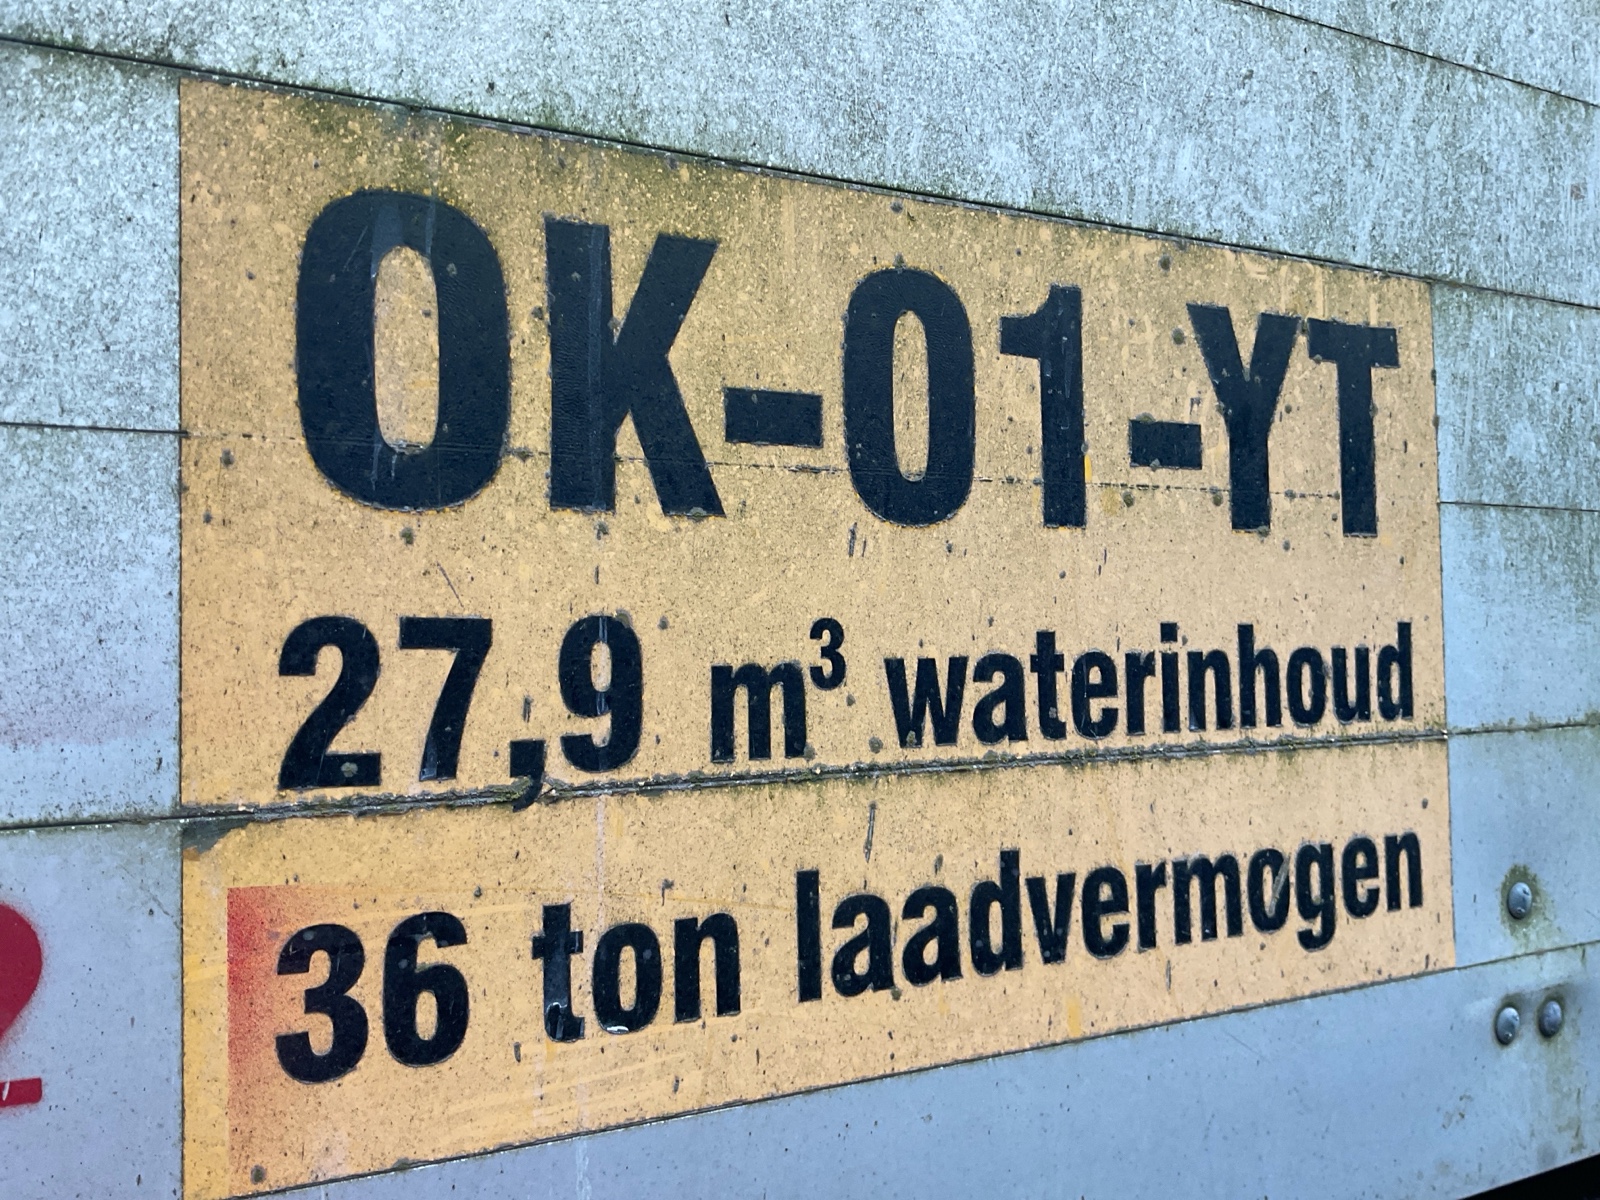 OK-01-YT
27,9 m³ waterinhoud
36 ton laadvermogen